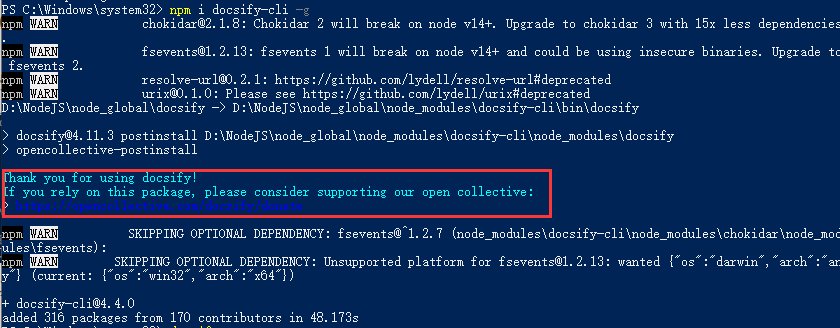 PS C:\Windows\system32> npm i docsify-cli -g
npm WARN chokidar@2.1.8: Chokidar 2 will break on node v14+. Upgrade to chokidar 3 with 15x less dependencies
.
npm WARN fsevents@1.2.13: fsevents 1 will break on node v14+ and could be using insecure binaries. Upgrade to
fsevents 2.
npm WARN resolve-url@0.2.1: https://github.com/lydell/resolve-url#deprecated
npm WARN urix@0.1.0: Please see https://github.com/lydell/urix#deprecated
D:\NodeJS\node_global\docsify -> D:\NodeJS\node_global\node_modules\docsify-cli\bin\docsify
> docsify@4.11.3 postinstall D:\NodeJS\node_global\node_modules\docsify-cli\node_modules\docsify
> opencollective-postinstall
Thank you for using docsify!
If you rely on this package, please consider supporting our open collective:
> https://opencollective.com/docsify/donate
npm WARN SKIPPING OPTIONAL DEPENDENCY: fsevents@^1.2.7 (node_modules\docsify-cli\node_modules\chokidar\node_mod
ules\fsevents):
npm WARN SKIPPING OPTIONAL DEPENDENCY: Unsupported platform for fsevents@1.2.13: wanted {"os":"darwin","arch":"an
y"} (current: {"os":"win32","arch":"x64"})
+ docsify-cli@4.4.0
added 316 packages from 170 contributors in 48.173s